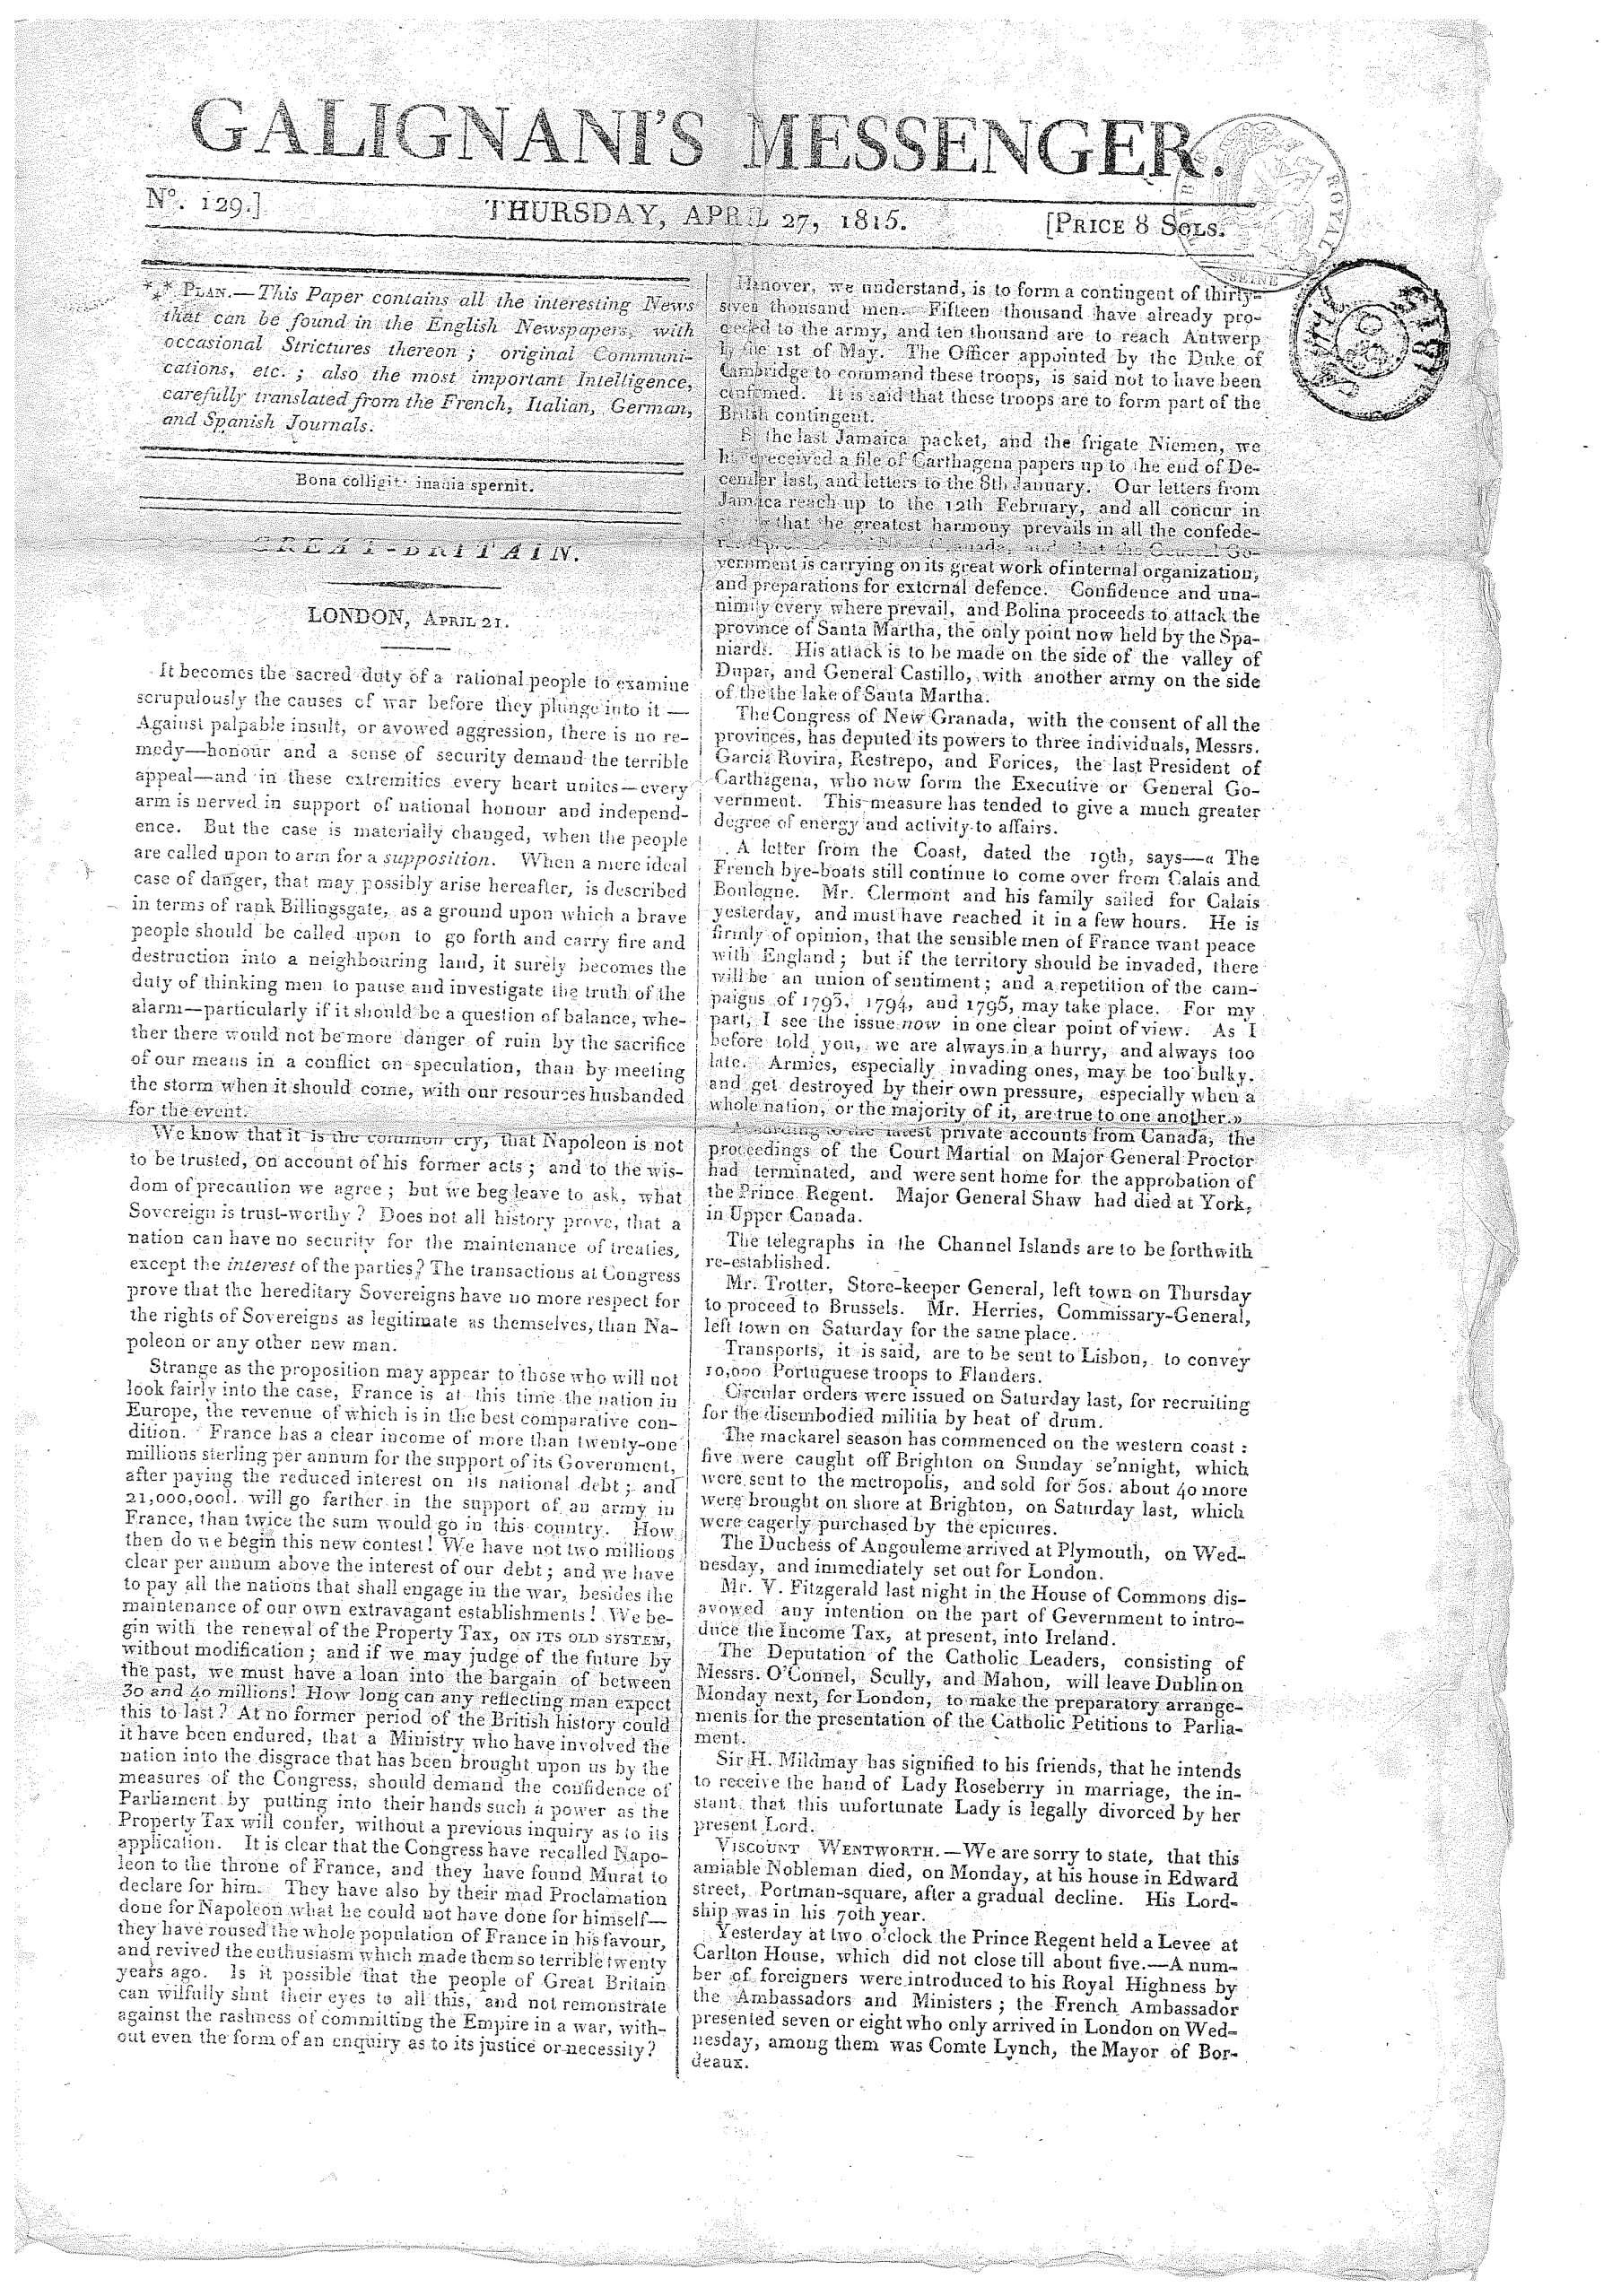 GALIGNANI'S MESSENGER.
No. 129.]
THURSDAY, APRIL 27, 1815.
[PRICE 8 SOLS.
ROYAL
SEINE
*** PLAN.—This Paper contains all the interesting News
that can be found in the English Newspapers, with
occasional Strictures thereon; original Communi-
cations, etc.; also the most important Intelligence,
carefully translated from the French, Italian, German,
and Spanish Journals.
Bona colligit inania spernit.
GREAT-BRITAIN.
LONDON, APRIL 21.
It becomes the sacred duty of a rational people to examine
scrupulously the causes of war before they plunge into it—
Against palpable insult, or avowed aggression, there is no re-
medy—honour and a sense of security demand the terrible
appeal—and in these extremities every heart unites—every
arm is nerved in support of national honour and independ-
ence. But the case is materially changed, when the people
are called upon to arm for a supposition. When a mere ideal
case of danger, that may possibly arise hereafter, is described
in terms of rank Billingsgate, as a ground upon which a brave
people should be called upon to go forth and carry fire and
destruction into a neighbouring land, it surely becomes the
duty of thinking men to pause and investigate the truth of the
alarm—particularly if it should be a question of balance, whe-
ther there would not be more danger of ruin by the sacrifice
of our means in a conflict on speculation, than by meeting
the storm when it should come, with our resources husbanded
for the event.
We know that it is the common cry, that Napoleon is not
to be trusted, on account of his former acts; and to the wis-
dom of precaution we agree; but we beg leave to ask, what
Sovereign is trust-worthy? Does not all history prove, that a
nation can have no security for the maintenance of treaties,
except the interest of the parties? The transactions at Congress
prove that the hereditary Sovereigns have no more respect for
the rights of Sovereigns as legitimate as themselves, than Na-
poleon or any other new man.
Strange as the proposition may appear to those who will not
look fairly into the case, France is at this time the nation in
Europe, the revenue of which is in the best comparative con-
dition. France has a clear income of more than twenty-one
millions sterling per annum for the support of its Government,
after paying the reduced interest on its national debt; and
21,000,000l. will go farther in the support of an army in
France, than twice the sum would go in this country. How
then do we begin this new contest! We have not two millions
clear per annum above the interest of our debt; and we have
to pay all the nations that shall engage in the war, besides the
maintenance of our own extravagant establishments! We be-
gin with the renewal of the Property Tax, ON ITS OLD SYSTEM,
without modification; and if we may judge of the future by
the past, we must have a loan into the bargain of between
30 and 40 millions! How long can any reflecting man expect
this to last? At no former period of the British history could
it have been endured, that a Ministry who have involved the
nation into the disgrace that has been brought upon us by the
measures of the Congress, should demand the confidence of
Parliament by putting into their hands such a power as the
Property Tax will confer, without a previous inquiry as to its
application. It is clear that the Congress have recalled Napo-
leon to the throne of France, and they have found Murat to
declare for him. They have also by their mad Proclamation
done for Napoleon what he could not have done for himself—
they have roused the whole population of France in his favour,
and revived the enthusiasm which made them so terrible twenty
years ago. Is it possible that the people of Great Britain
can wilfully shut their eyes to all this, and not remonstrate
against the rashness of committing the Empire in a war, with-
out even the form of an enquiry as to its justice or necessity?
Hanover, we understand, is to form a contingent of thirty-
seven thousand men. Fifteen thousand have already pro-
ceeded to the army, and ten thousand are to reach Antwerp
by the 1st of May. The Officer appointed by the Duke of
Cambridge to command these troops, is said not to have been
confirmed. It is said that these troops are to form part of the
British contingent.
By the last Jamaica packet, and the frigate Niemen, we
have received a file of Carthagena papers up to the end of De-
cember last, and letters to the 8th January. Our letters from
Jamaica reach up to the 12th February, and all concur in
that the greatest harmony prevails in all the confede-
and that the General Go-
vernment is carrying on its great work of internal organization,
and preparations for external defence. Confidence and una-
nimity every where prevail, and Bolina proceeds to attack the
province of Santa Martha, the only point now held by the Spa-
niards. His attack is to be made on the side of the valley of
Dupar, and General Castillo, with another army on the side
of the the lake of Santa Martha.
The Congress of New Granada, with the consent of all the
provinces, has deputed its powers to three individuals, Messrs.
Garcia Rovira, Restrepo, and Forices, the last President of
Carthagena, who now form the Executive or General Go-
vernment. This measure has tended to give a much greater
degree of energy and activity to affairs.
A letter from the Coast, dated the 19th, says—« The
French bye-boats still continue to come over from Calais and
Boulogne. Mr. Clermont and his family sailed for Calais
yesterday, and must have reached it in a few hours. He is
firmly of opinion, that the sensible men of France want peace
with England; but if the territory should be invaded, there
will be an union of sentiment; and a repetition of the cam-
paigns of 1793, 1794, and 1795, may take place. For my
part, I see the issue now in one clear point of view. As I
before told you, we are always in a hurry, and always too
late. Armies, especially invading ones, may be too bulky,
and get destroyed by their own pressure, especially when a
whole nation, or the majority of it, are true to one another.»
According to the latest private accounts from Canada, the
proceedings of the Court Martial on Major General Proctor
had terminated, and were sent home for the approbation of
the Prince Regent. Major General Shaw had died at York,
in Upper Canada.
The telegraphs in the Channel Islands are to be forthwith
re-established.
Mr. Trotter, Store-keeper General, left town on Thursday
to proceed to Brussels. Mr. Herries, Commissary-General,
left town on Saturday for the same place.
Transports, it is said, are to be sent to Lisbon, to convey
10,000 Portuguese troops to Flanders.
Circular orders were issued on Saturday last, for recruiting
for the disembodied militia by beat of drum.
The mackarel season has commenced on the western coast:
five were caught off Brighton on Sunday se'nnight, which
were sent to the metropolis, and sold for 50s. about 40 more
were brought on shore at Brighton, on Saturday last, which
were eagerly purchased by the epicures.
The Duchess of Angouleme arrived at Plymouth, on Wed-
nesday, and immediately set out for London.
Mr. V. Fitzgerald last night in the House of Commons dis-
avowed any intention on the part of Gevernment to intro-
duce the Income Tax, at present, into Ireland.
The Deputation of the Catholic Leaders, consisting of
Messrs. O'Connel, Scully, and Mahon, will leave Dublin on
Monday next, for London, to make the preparatory arrange-
ments for the presentation of the Catholic Petitions to Parlia-
ment.
Sir H. Mildmay has signified to his friends, that he intends
to receive the hand of Lady Roseberry in marriage, the in-
stant that this unfortunate Lady is legally divorced by her
present Lord.
VISCOUNT WENTWORTH.—We are sorry to state, that this
amiable Nobleman died, on Monday, at his house in Edward
street, Portman-square, after a gradual decline. His Lord-
ship was in his 70th year.
Yesterday at two o'clock the Prince Regent held a Levee at
Carlton House, which did not close till about five.—A num-
ber of foreigners were introduced to his Royal Highness by
the Ambassadors and Ministers; the French Ambassador
presented seven or eight who only arrived in London on Wed-
nesday, among them was Comte Lynch, the Mayor of Bor-
deaux.